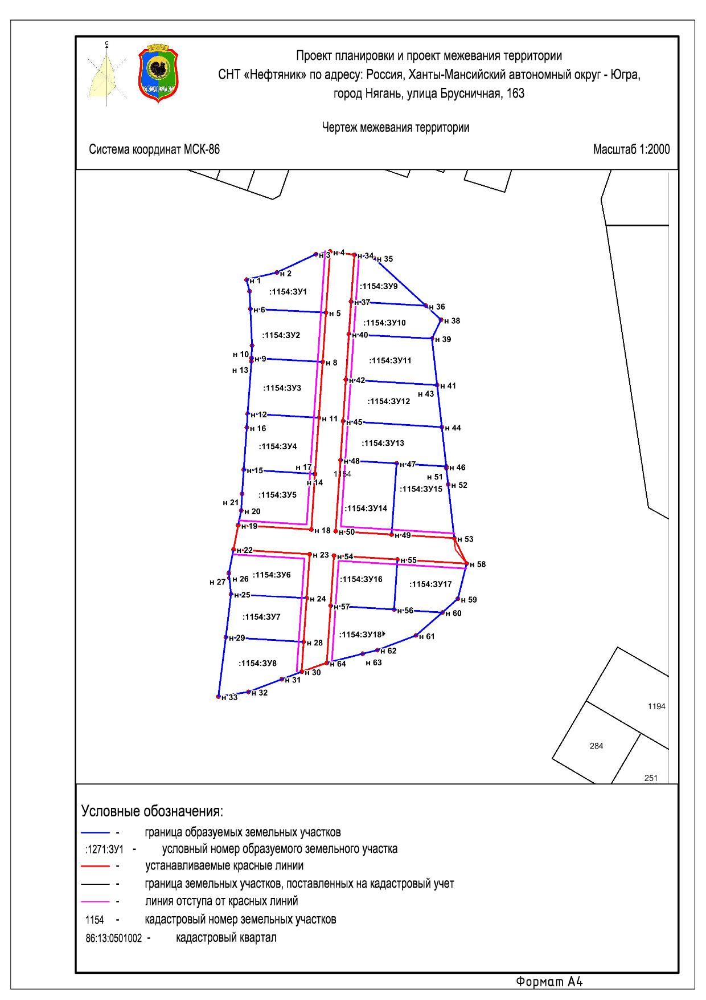 С
Проект планировки и проект межевания территории
СНТ «Нефтяник» по адресу: Россия, Ханты-Мансийский автономный округ - Югра,
город Нягань, улица Брусничная, 163
Чертеж межевания территории
Система координат МСК-86
Масштаб 1:2000
н 3
н 4
н 34
н 35
н 1
н 2
:1154:ЗУ1
:1154:ЗУ9
н 37
н 36
н 6
н 5
н 38
:1154:ЗУ10
:1154:ЗУ2
н 40
н 39
н 10
н 9
н 8
:1154:ЗУ11
н 13
н 42
н 41
:1154:ЗУ3
н 43
:1154:ЗУ12
н 12
н 11
н 45
н 16
н 44
:1154:ЗУ4
:1154:ЗУ13
н 48
н 47
н 15
н 17
н 46
1154
н 51
н 14
н 52
:1154:ЗУ15
:1154:ЗУ5
н 21
:1154:ЗУ14
н 20
н 19
н 18
н 50
н 49
н 53
н 22
н 23
н 54
н 55
н 58
:1154:ЗУ6
н 27
н 26
:1154:ЗУ16
:1154:ЗУ17
н 25
н 24
н 59
н 57
н 56
н 60
:1154:ЗУ7
:1154:ЗУ18
н 29
н 28
н 61
н 62
:1154:ЗУ8
н 64
н 63
н 30
н 31
н 32
н 33
1194
284
251
Условные обозначения:
- граница образуемых земельных участков
:1271:ЗУ1 - условный номер образуемого земельного участка
- устанавливаемые красные линии
- граница земельных участков, поставленных на кадастровый учет
- линия отступа от красных линий
1154 - кадастровый номер земельных участков
86:13:0501002 - кадастровый квартал
Формат А4